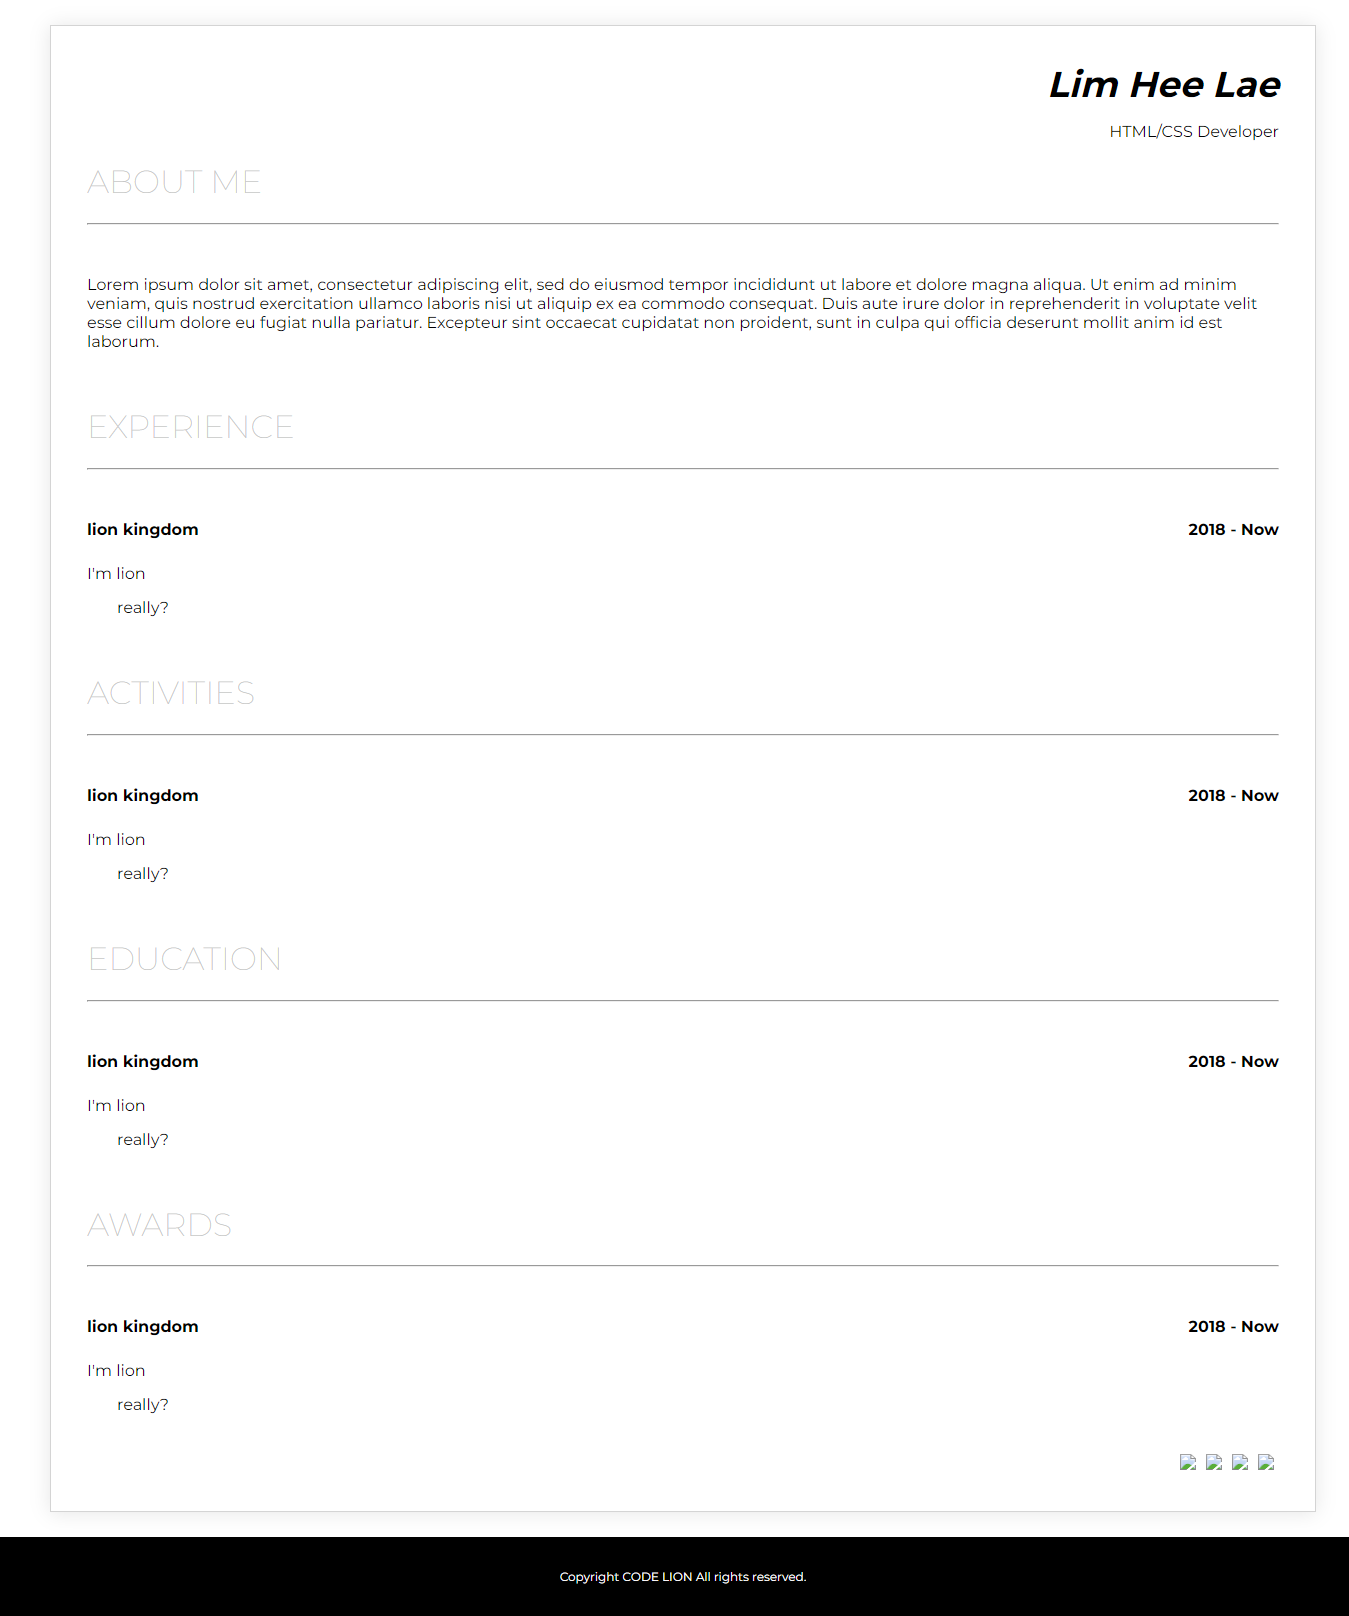 Lim Hee Lae
HTML/CSS Developer
ABOUT ME
Lorem ipsum dolor sit amet, consectetur adipiscing elit, sed do eiusmod tempor incididunt ut labore et dolore magna aliqua. Ut enim ad minim
veniam, quis nostrud exercitation ullamco laboris nisi ut aliquip ex ea commodo consequat. Duis aute irure dolor in reprehenderit in voluptate velit
esse cillum dolore eu fugiat nulla pariatur. Excepteur sint occaecat cupidatat non proident, sunt in culpa qui officia deserunt mollit anim id est
laborum.
EXPERIENCE
lion kingdom 2018 - Now
I'm lion
really?
ACTIVITIES
lion kingdom 2018 - Now
I'm lion
really?
EDUCATION
lion kingdom 2018 - Now
I'm lion
really?
AWARDS
lion kingdom 2018 - Now
I'm lion
really?
Copyright CODE LION All rights reserved.